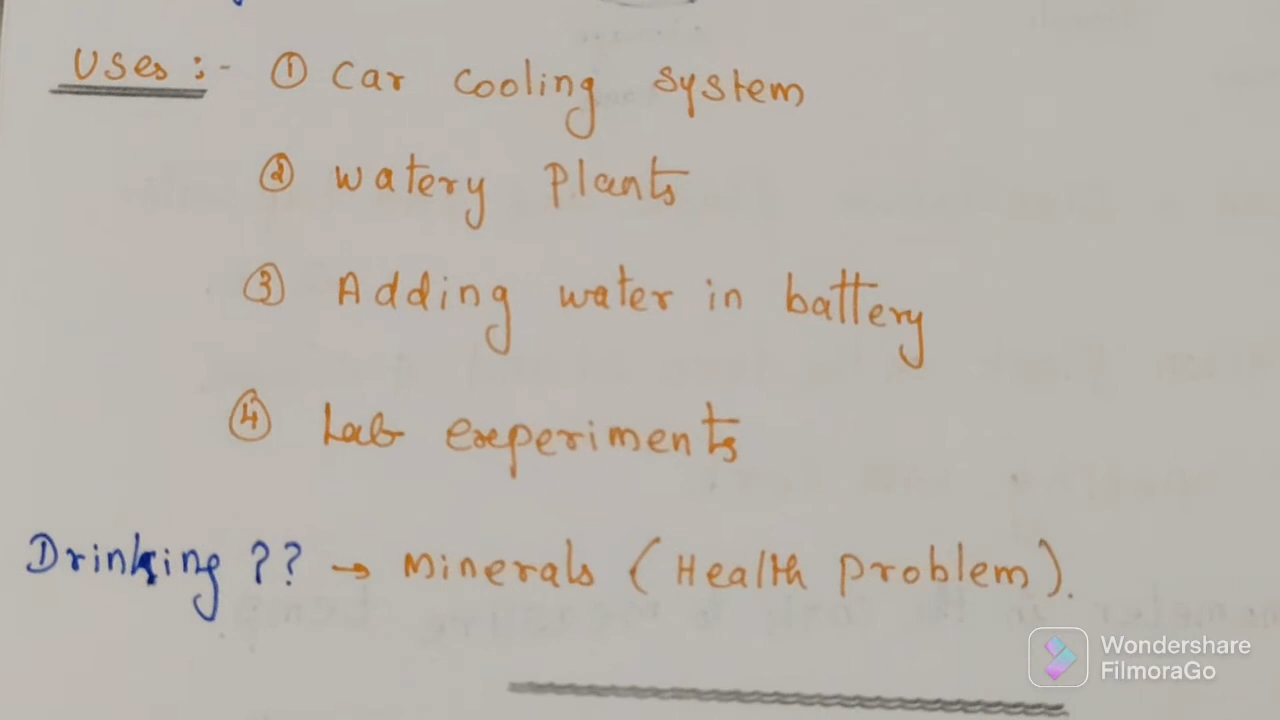 Uses :- ① Car cooling system
② Watery Plants
③ Adding water in battery
④ Lab experiments
Drinking ?? → Minerals (Health problem).
Wondershare
FilmoraGo